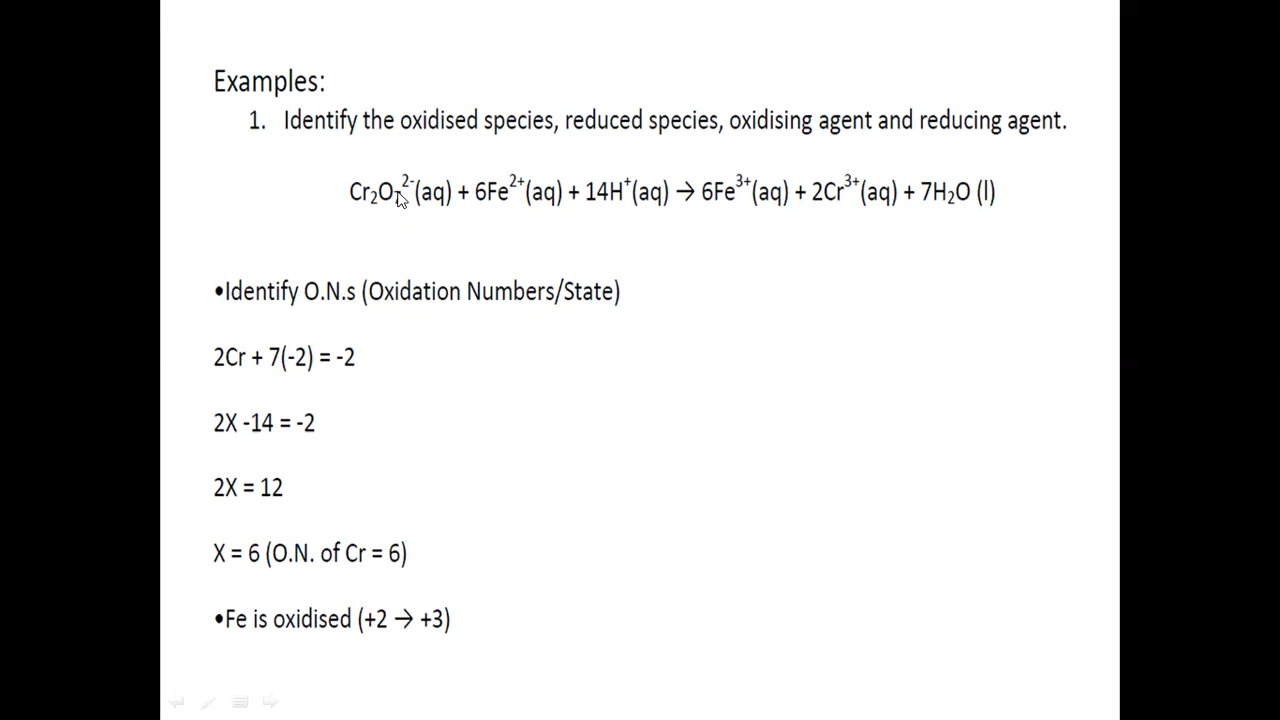 Examples:
1. Identify the oxidised species, reduced species, oxidising agent and reducing agent.
Cr₂O₇²⁻(aq) + 6Fe²⁺(aq) + 14H⁺(aq) → 6Fe³⁺(aq) + 2Cr³⁺(aq) + 7H₂O (l)
•Identify O.N.s (Oxidation Numbers/State)
2Cr + 7(-2) = -2
2X -14 = -2
2X = 12
X = 6 (O.N. of Cr = 6)
•Fe is oxidised (+2 → +3)